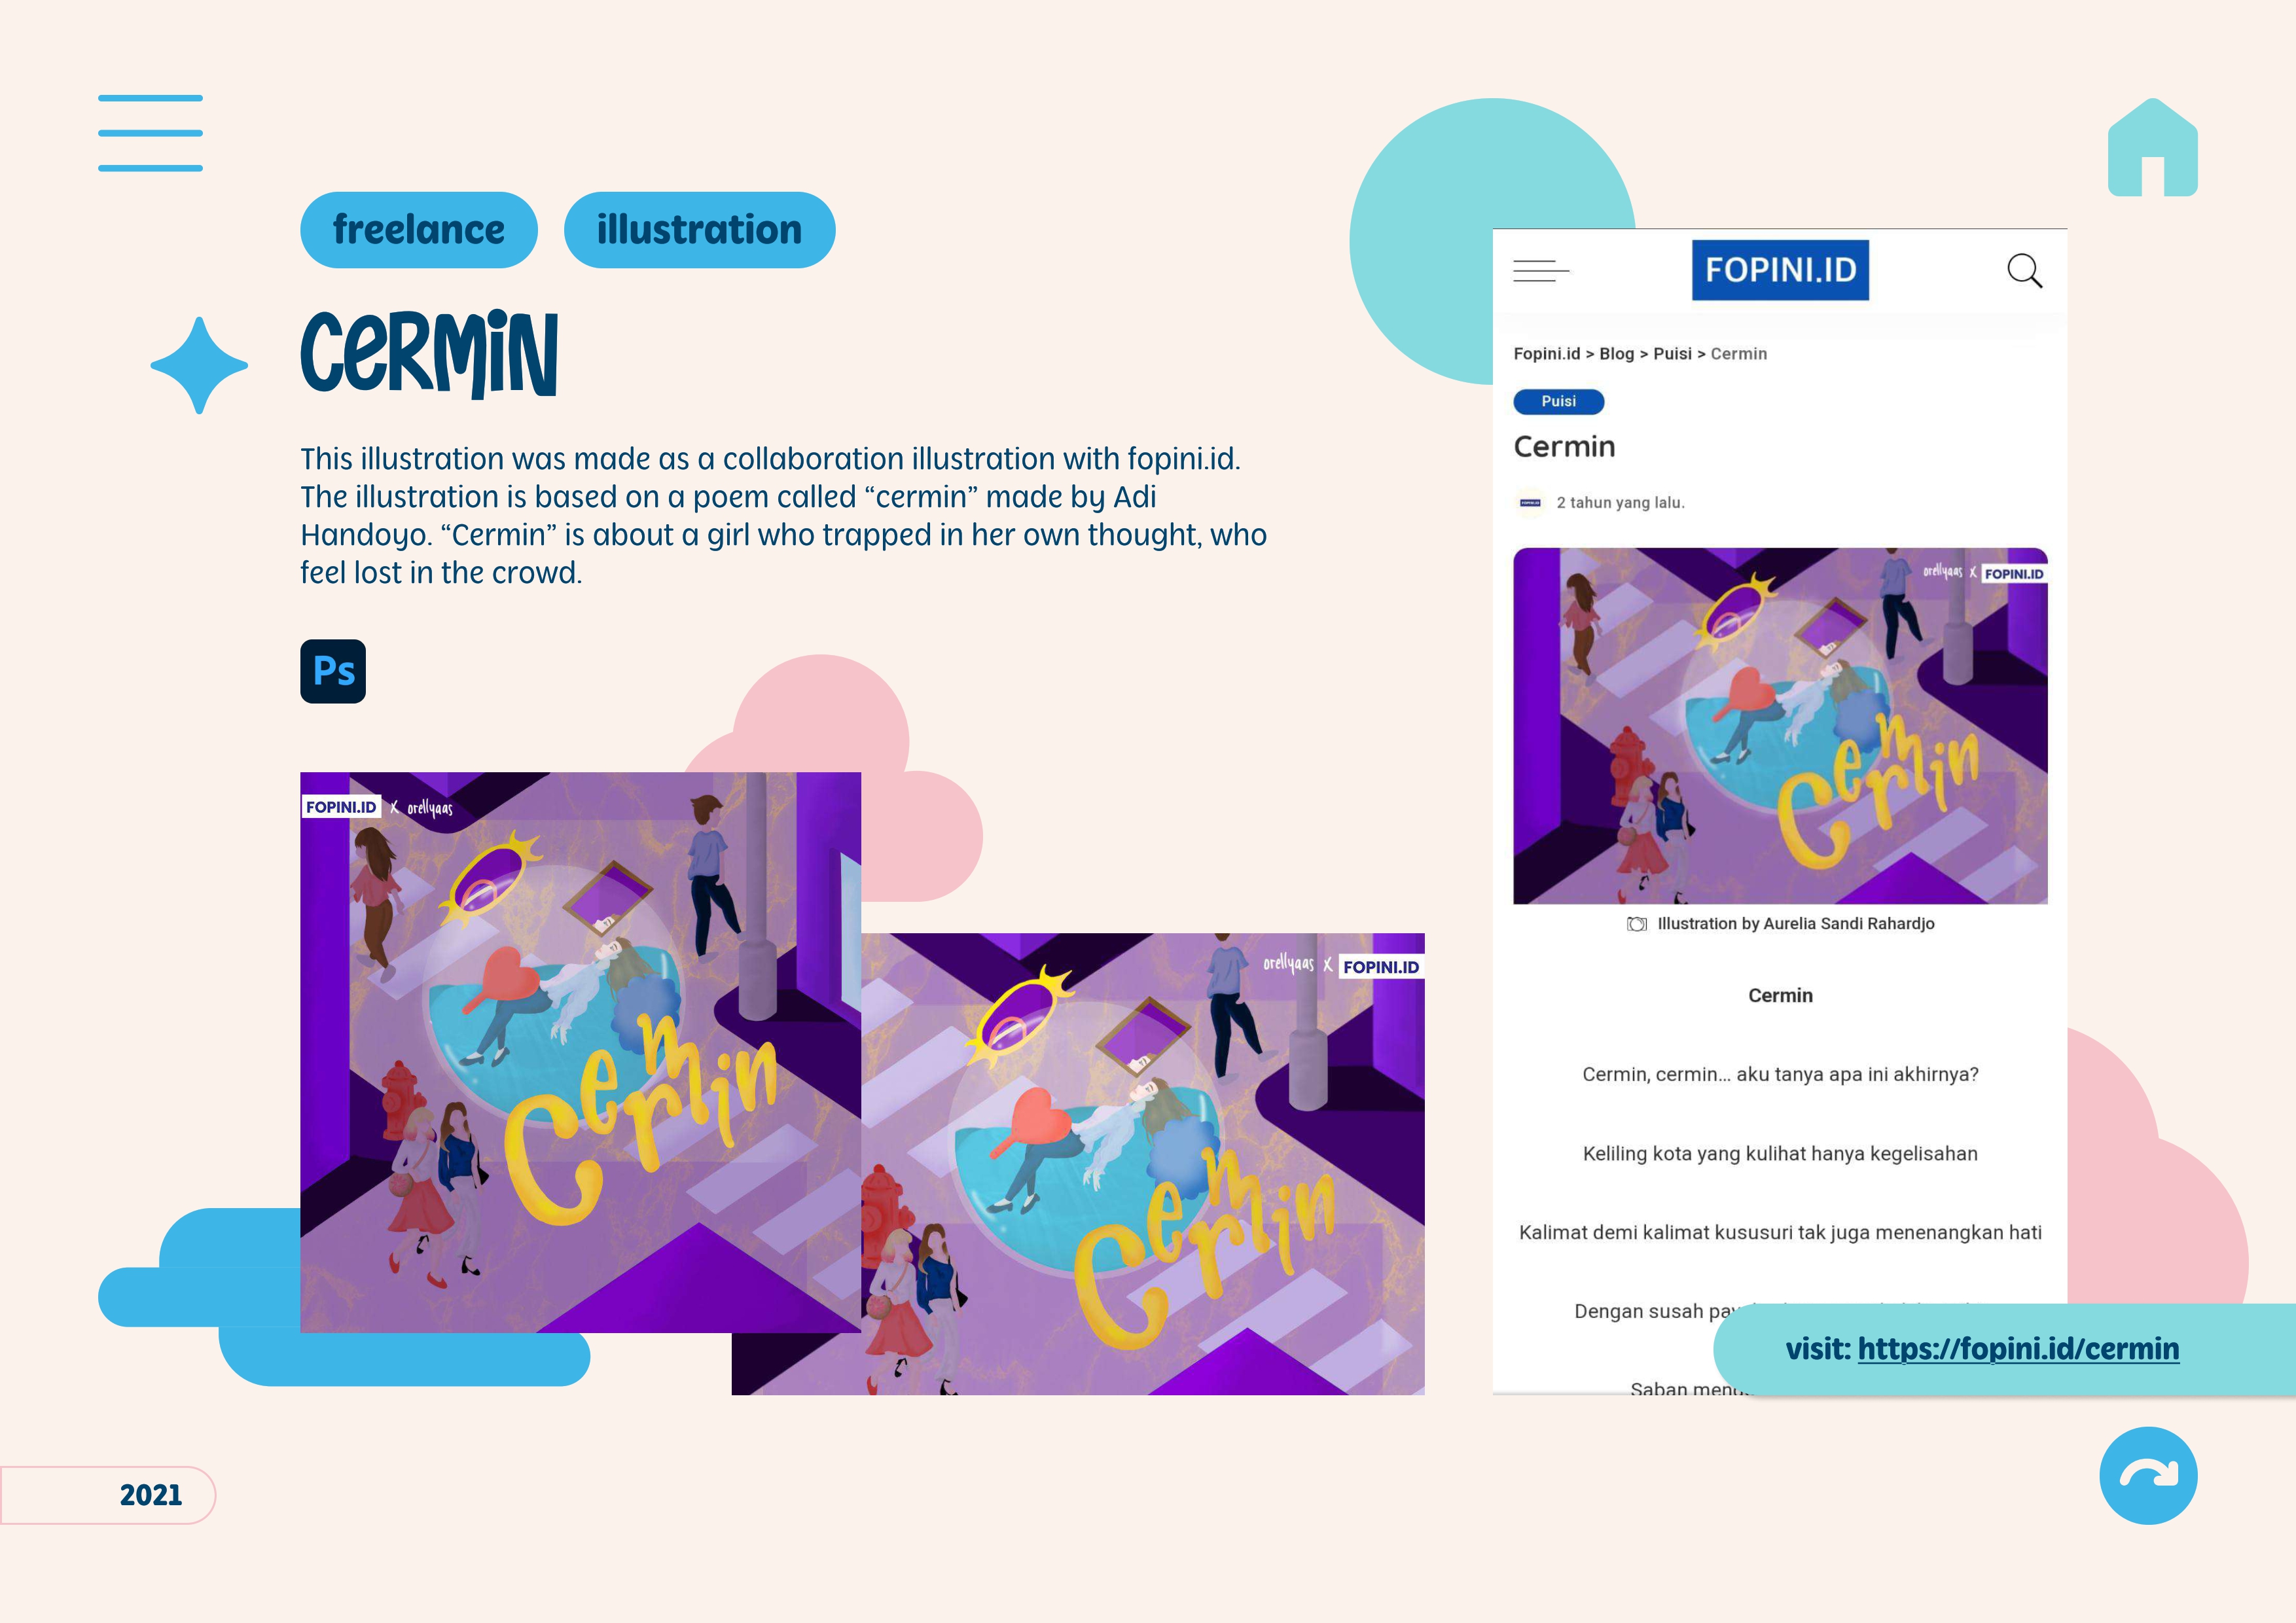 freelance
illustration
CeRMiN
This illustration was made as a collaboration illustration with fopini.id.
The illustration is based on a poem called “cermin” made by Adi
Handoyo. “Cermin” is about a girl who trapped in her own thought, who
feel lost in the crowd.
Ps
FOPINI.ID X orellyaas
Cermin
orellyaas X FOPINI.ID
Cermin
FOPINI.ID
Fopini.id > Blog > Puisi > Cermin
Puisi
Cermin
FOPINI.ID 2 tahun yang lalu.
orellyaas X FOPINI.ID
Cermin
Illustration by Aurelia Sandi Rahardjo
Cermin
Cermin, cermin... aku tanya apa ini akhirnya?
Keliling kota yang kulihat hanya kegelisahan
Kalimat demi kalimat kususuri tak juga menenangkan hati
Dengan susah
Saban
visit: https://fopini.id/cermin
2021